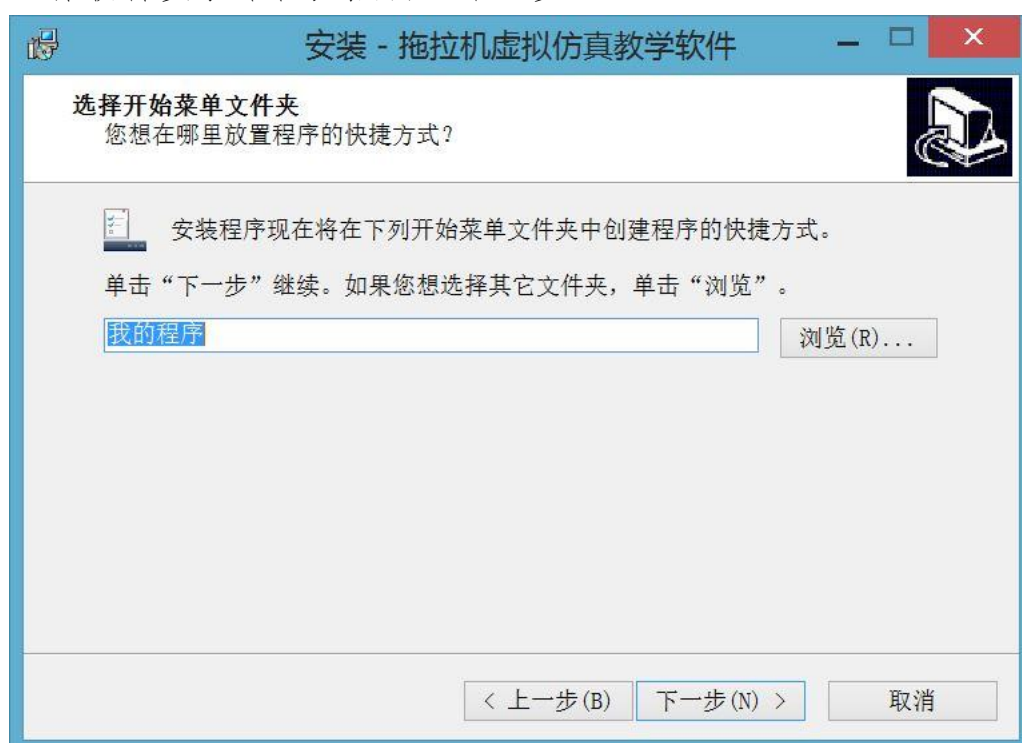 安装 - 拖拉机虚拟仿真教学软件
选择开始菜单文件夹
您想在哪里放置程序的快捷方式？
安装程序现在将在下列开始菜单文件夹中创建程序的快捷方式。
单击“下一步”继续。如果您想选择其它文件夹，单击“浏览”。
我的程序
浏览(R)...
< 上一步(B)
下一步(N) >
取消